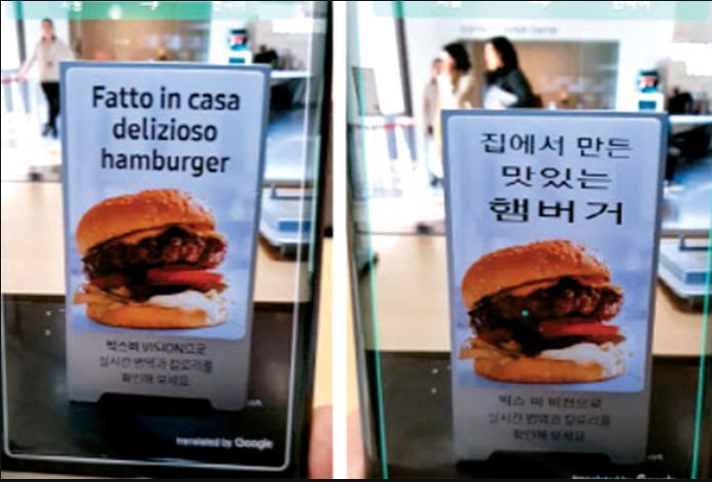 Fatto in casa
delizioso
hamburger
빅스비 VISION으로
실시간 번역과 칼로리를
확인해 보세요
translated by Google
집에서 만든
맛있는
햄버거
빅스 비 비전으로
실시간 번역과 칼로리를
확인해 보세요